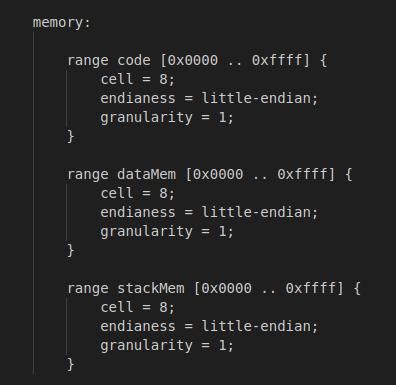 memory:
range code [0x0000 .. 0xffff] {
cell = 8;
endianess = little-endian;
granularity = 1;
}
range dataMem [0x0000 .. 0xffff] {
cell = 8;
endianess = little-endian;
granularity = 1;
}
range stackMem [0x0000 .. 0xffff] {
cell = 8;
endianess = little-endian;
granularity = 1;
}